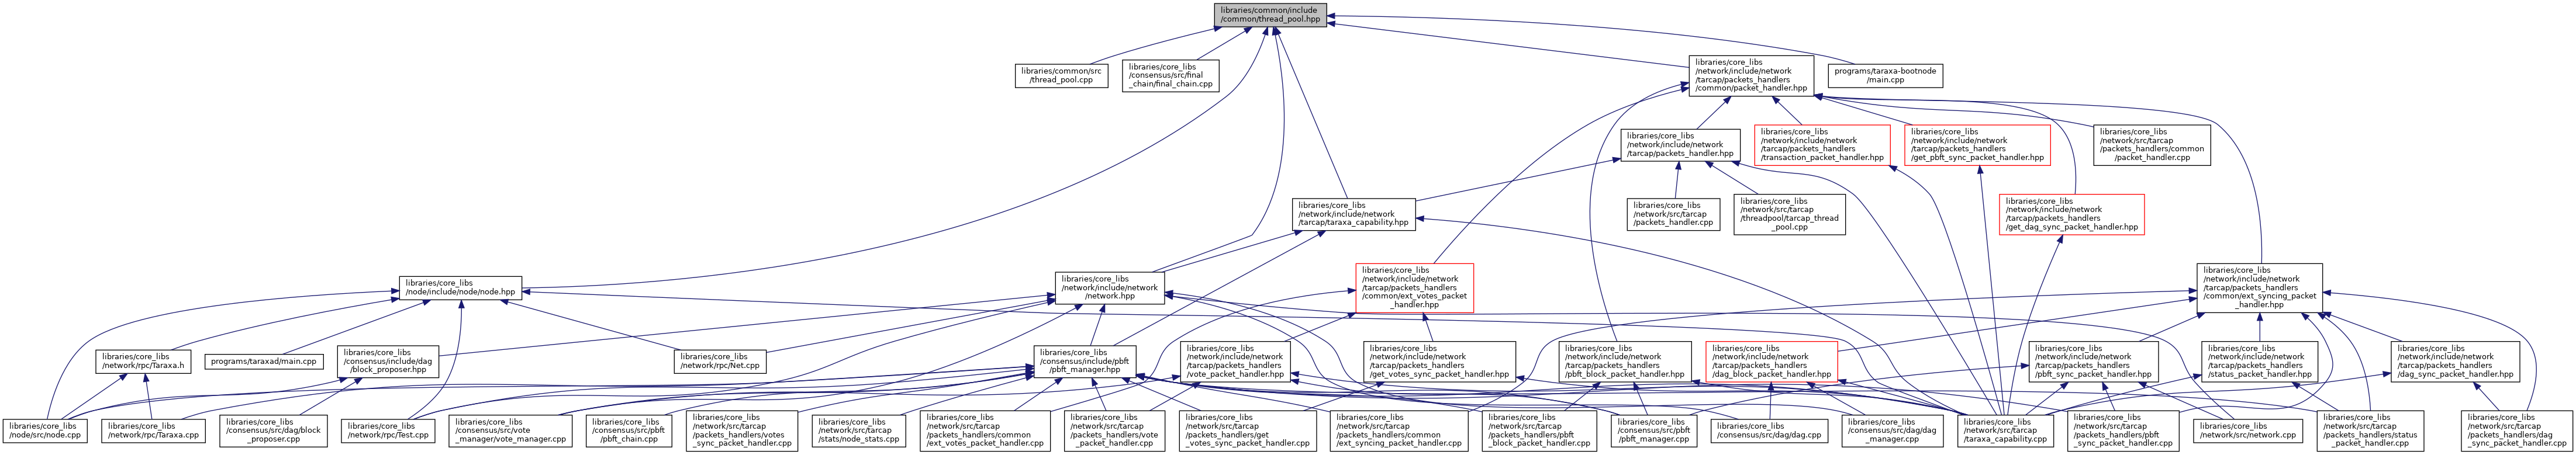 libraries/common/include
/common/thread_pool.hpp
libraries/common/src
/thread_pool.cpp
libraries/core_libs
/consensus/src/final
_chain/final_chain.cpp
libraries/core_libs
/network/include/network
/tarcap/packets_handlers
/common/packet_handler.hpp
programs/taraxa-bootnode
/main.cpp
libraries/core_libs
/network/include/network
/tarcap/packets_handler.hpp
libraries/core_libs
/network/include/network
/tarcap/packets_handlers
/transaction_packet_handler.hpp
libraries/core_libs
/network/include/network
/tarcap/packets_handlers
/get_pbft_sync_packet_handler.hpp
libraries/core_libs
/network/src/tarcap
/packets_handlers/common
/packet_handler.cpp
libraries/core_libs
/network/include/network
/tarcap/taraxa_capability.hpp
libraries/core_libs
/network/src/tarcap
/packets_handler.cpp
libraries/core_libs
/network/src/tarcap
/threadpool/tarcap_thread
_pool.cpp
libraries/core_libs
/network/include/network
/tarcap/packets_handlers
/get_dag_sync_packet_handler.hpp
libraries/core_libs
/node/include/node/node.hpp
libraries/core_libs
/network/include/network
/network.hpp
libraries/core_libs
/network/include/network
/tarcap/packets_handlers
/common/ext_votes_packet
_handler.hpp
libraries/core_libs
/network/include/network
/tarcap/packets_handlers
/common/ext_syncing_packet
_handler.hpp
libraries/core_libs
/network/rpc/Taraxa.h
programs/taraxad/main.cpp
libraries/core_libs
/consensus/include/dag
/block_proposer.hpp
libraries/core_libs
/network/rpc/Net.cpp
libraries/core_libs
/consensus/include/pbft
/pbft_manager.hpp
libraries/core_libs
/network/include/network
/tarcap/packets_handlers
/vote_packet_handler.hpp
libraries/core_libs
/network/include/network
/tarcap/packets_handlers
/get_votes_sync_packet_handler.hpp
libraries/core_libs
/network/include/network
/tarcap/packets_handlers
/pbft_block_packet_handler.hpp
libraries/core_libs
/network/include/network
/tarcap/packets_handlers
/dag_block_packet_handler.hpp
libraries/core_libs
/network/include/network
/tarcap/packets_handlers
/pbft_sync_packet_handler.hpp
libraries/core_libs
/network/include/network
/tarcap/packets_handlers
/status_packet_handler.hpp
libraries/core_libs
/network/include/network
/tarcap/packets_handlers
/dag_sync_packet_handler.hpp
libraries/core_libs
/node/src/node.cpp
libraries/core_libs
/network/rpc/Taraxa.cpp
libraries/core_libs
/consensus/src/dag/block
_proposer.cpp
libraries/core_libs
/network/rpc/Test.cpp
libraries/core_libs
/consensus/src/vote
_manager/vote_manager.cpp
libraries/core_libs
/consensus/src/pbft
/pbft_chain.cpp
libraries/core_libs
/network/src/tarcap
/packets_handlers/votes
_sync_packet_handler.cpp
libraries/core_libs
/network/src/tarcap
/stats/node_stats.cpp
libraries/core_libs
/network/src/tarcap
/packets_handlers/common
/ext_votes_packet_handler.cpp
libraries/core_libs
/network/src/tarcap
/packets_handlers/vote
_packet_handler.cpp
libraries/core_libs
/network/src/tarcap
/packets_handlers/get
_votes_sync_packet_handler.cpp
libraries/core_libs
/network/src/tarcap
/packets_handlers/common
/ext_syncing_packet_handler.cpp
libraries/core_libs
/network/src/tarcap
/packets_handlers/pbft
_block_packet_handler.cpp
libraries/core_libs
/consensus/src/pbft
/pbft_manager.cpp
libraries/core_libs
/consensus/src/dag/dag.cpp
libraries/core_libs
/consensus/src/dag/dag
_manager.cpp
libraries/core_libs
/network/src/tarcap
/taraxa_capability.cpp
libraries/core_libs
/network/src/tarcap
/packets_handlers/pbft
_sync_packet_handler.cpp
libraries/core_libs
/network/src/network.cpp
libraries/core_libs
/network/src/tarcap
/packets_handlers/status
_packet_handler.cpp
libraries/core_libs
/network/src/tarcap
/packets_handlers/dag
_sync_packet_handler.cpp